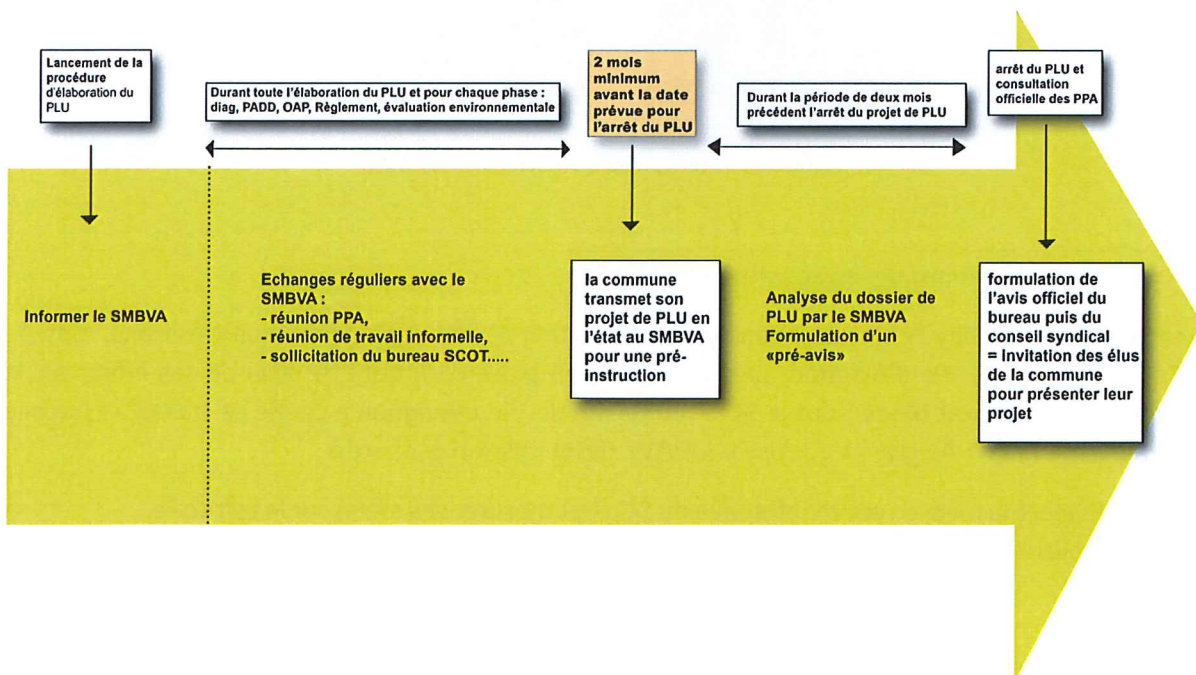 Lancement de la
procédure
d'élaboration du
PLU
Durant toute l'élaboration du PLU et pour chaque phase :
diag, PADD, OAP, Règlement, évaluation environnementale
2 mois
minimum
avant la date
prévue pour
l'arrêt du PLU
Durant la période de deux mois
précédent l'arrêt du projet de PLU
arrêt du PLU et
consultation
officielle des PPA
Informer le SMBVA
Echanges réguliers avec le
SMBVA :
- réunion PPA,
- réunion de travail informelle,
- sollicitation du bureau SCOT.....
la commune
transmet son
projet de PLU en
l'état au SMBVA
pour une pré-
instruction
Analyse du dossier de
PLU par le SMBVA
Formulation d'un
«pré-avis»
formulation de
l'avis officiel du
bureau puis du
conseil syndical
= invitation des élus
de la commune
pour présenter leur
projet